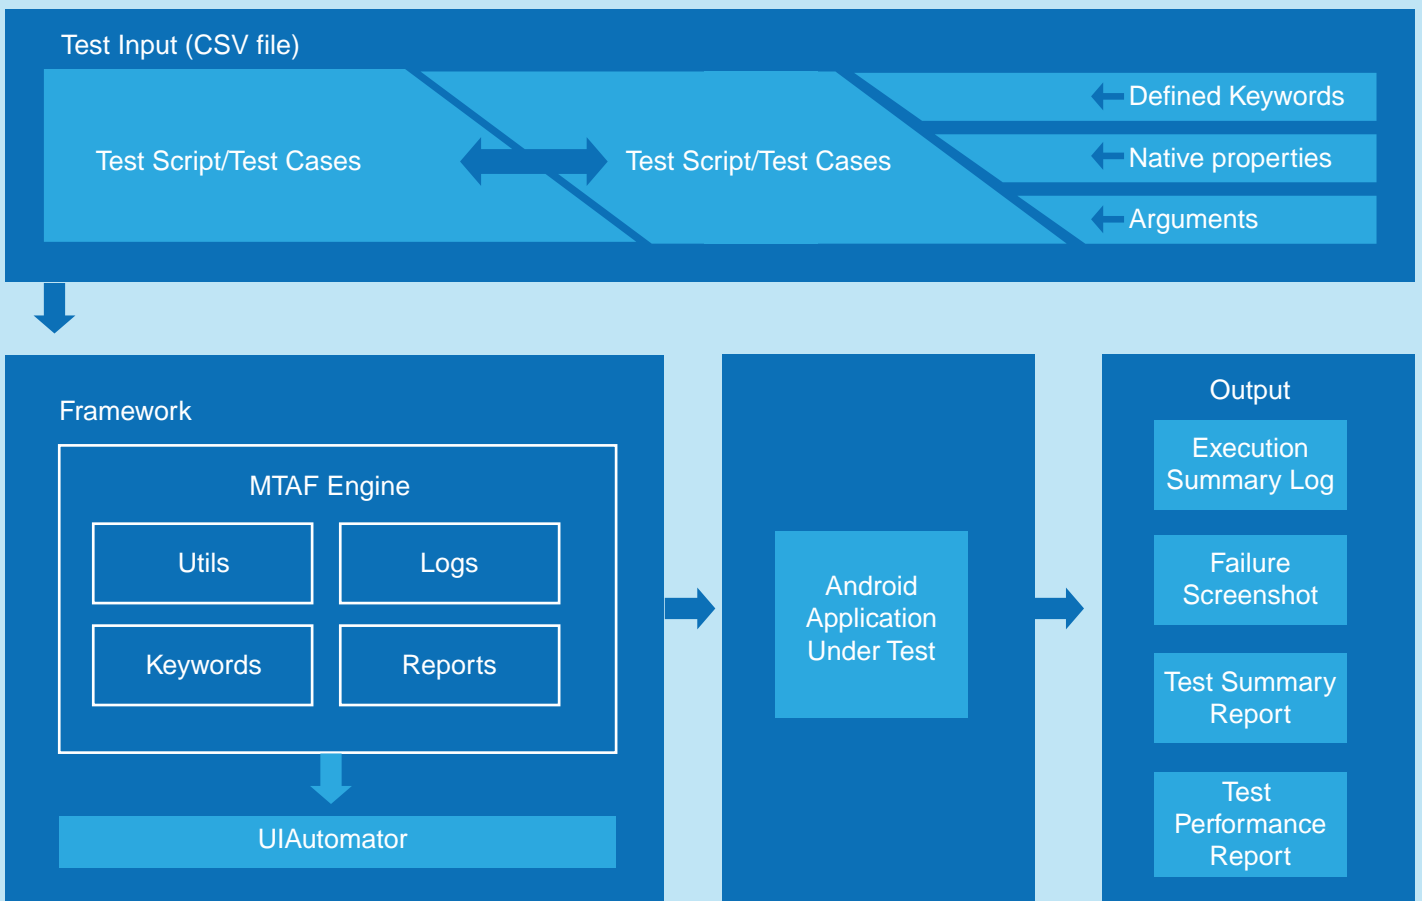 Test Input (CSV file)
Test Script/Test Cases
Test Script/Test Cases
Defined Keywords
Native properties
Arguments
Framework
MTAF Engine
Utils
Logs
Keywords
Reports
UIAutomator
Android
Application
Under Test
Output
Execution
Summary Log
Failure
Screenshot
Test Summary
Report
Test
Performance
Report